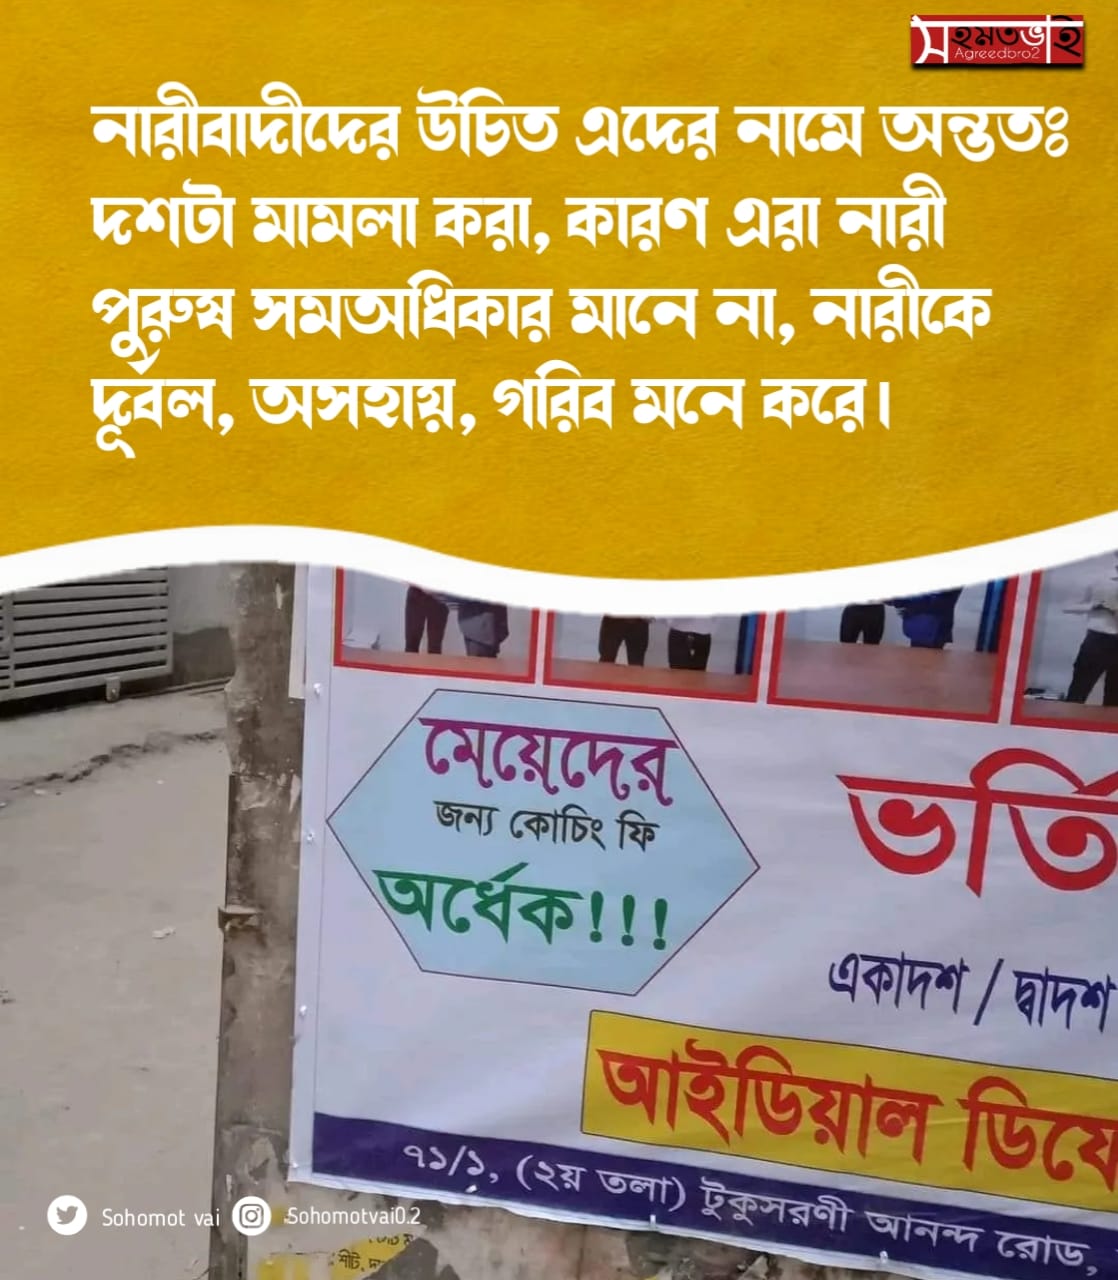 সহমতভাই
Agreedbro2
নারীবাদীদের উচিত এদের নামে অন্ততঃ
দশটা মামলা করা, কারণ এরা নারী
পুরুষ সমঅধিকার মানে না, নারীকে
দূর্বল, অসহায়, গরিব মনে করে।
মেয়েদের
জন্য কোচিং ফি
অর্ধেক!!!
ভর্তি
একাদশ / দ্বাদশ
আইডিয়াল ডিযে
৭১/১, (২য় তলা) টুকুসরণী আনন্দ রোড,
Sohomot vai
Sohomotvai0.2